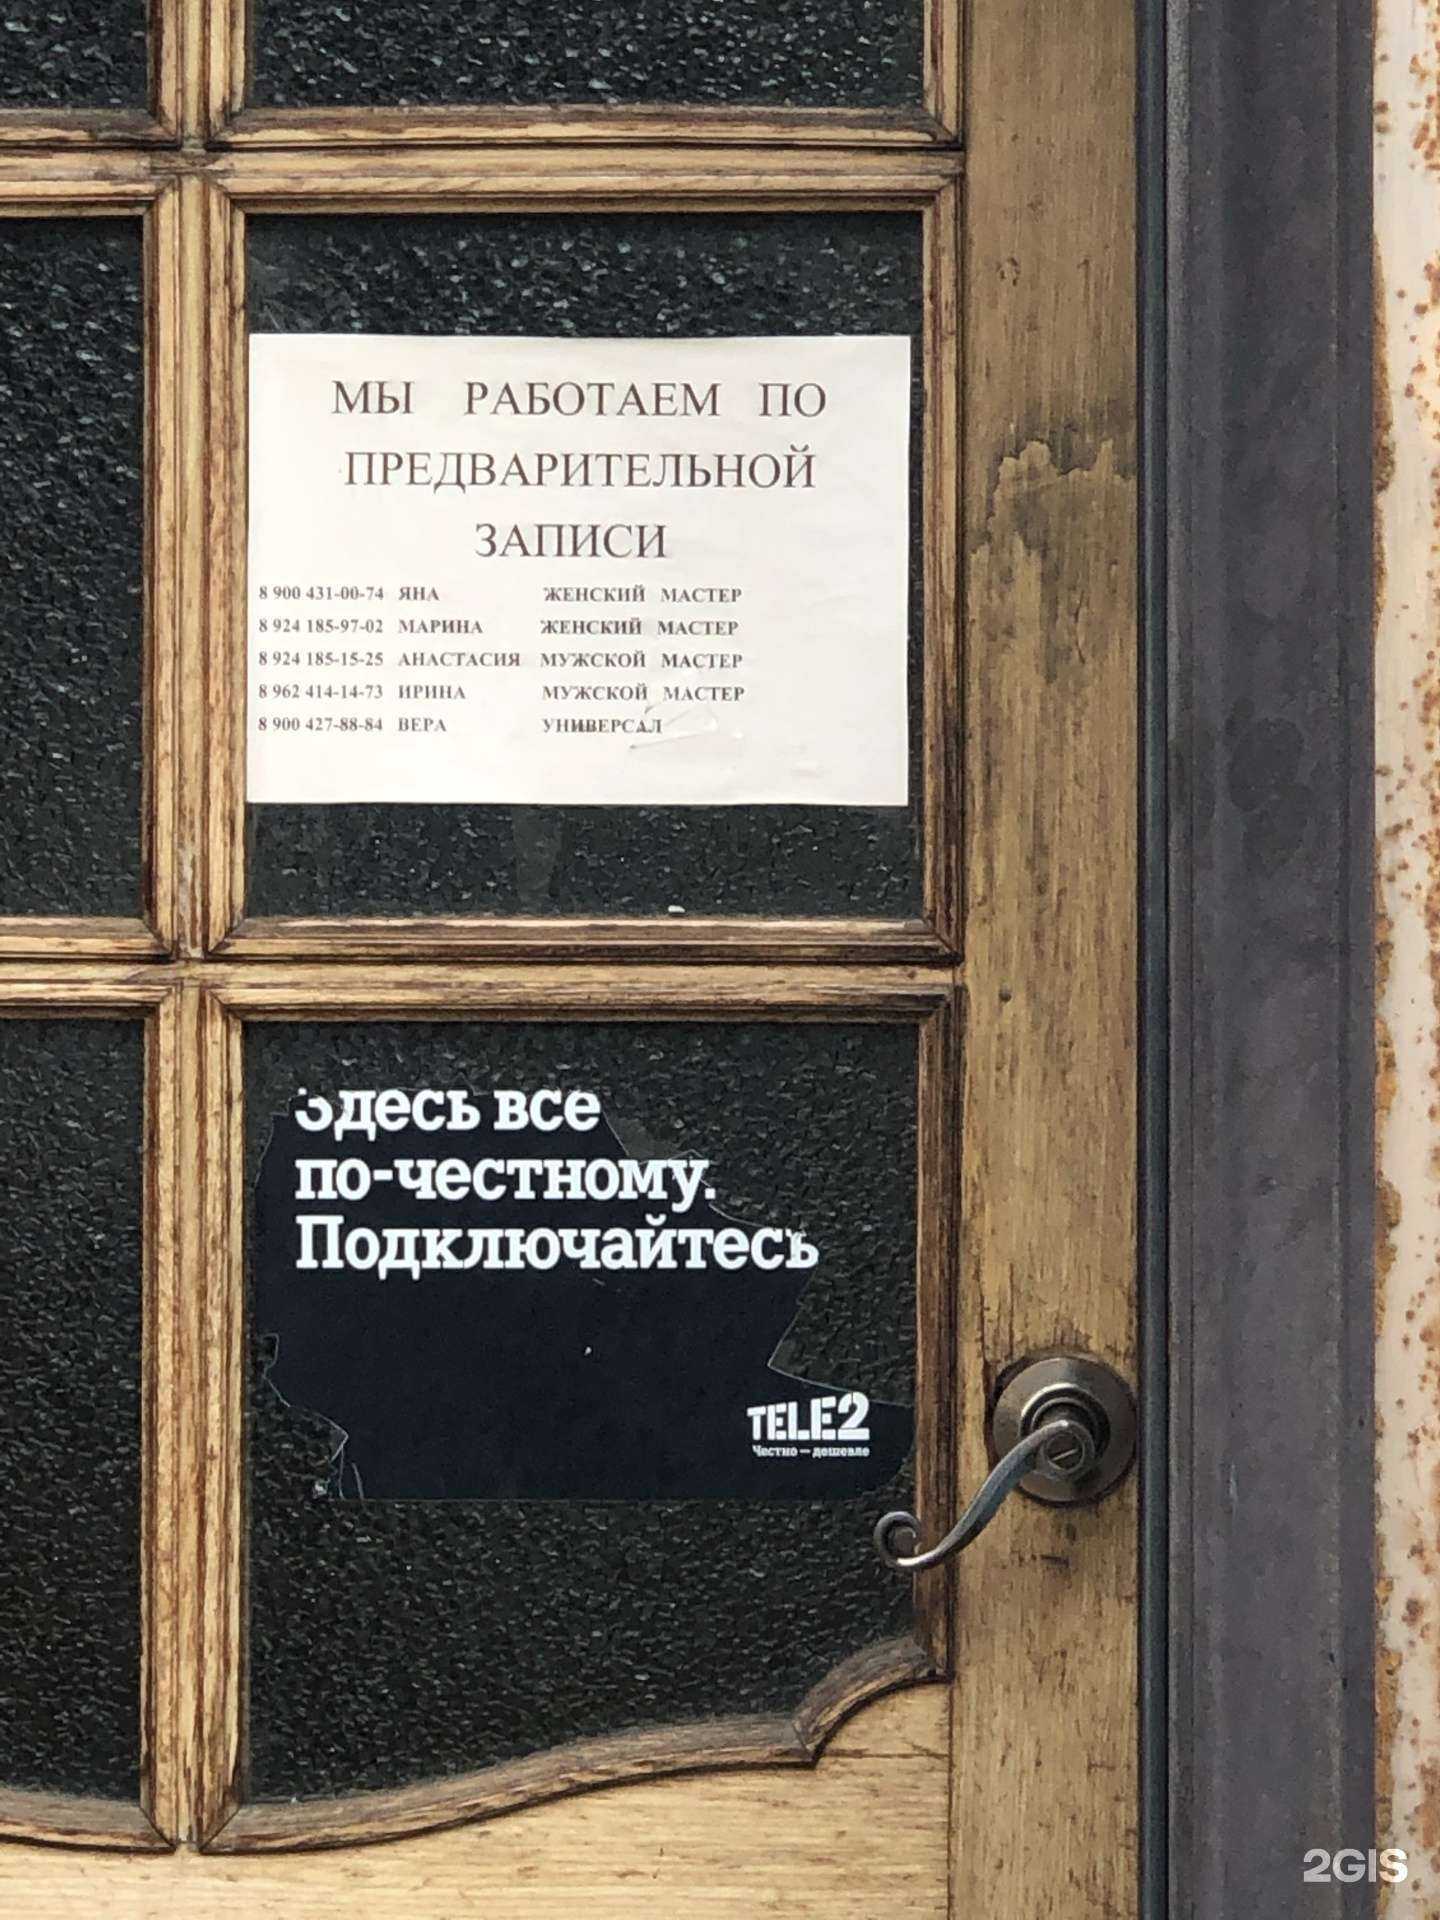 МЫ РАБОТАЕМ ПО
ПРЕДВАРИТЕЛЬНОЙ
ЗАПИСИ
8 900 431-00-74 ЯНА ЖЕНСКИЙ МАСТЕР
8 924 185-97-02 МАРИНА ЖЕНСКИЙ МАСТЕР
8 924 185-15-25 АНАСТАСИЯ МУЖСКОЙ МАСТЕР
8 962 414-14-73 ИРИНА МУЖСКОЙ МАСТЕР
8 900 427-88-84 ВЕРА УНИВЕРСАЛ
Здесь все
по-честному.
Подключайтесь
TELE2
Честно — дешевле
2GIS